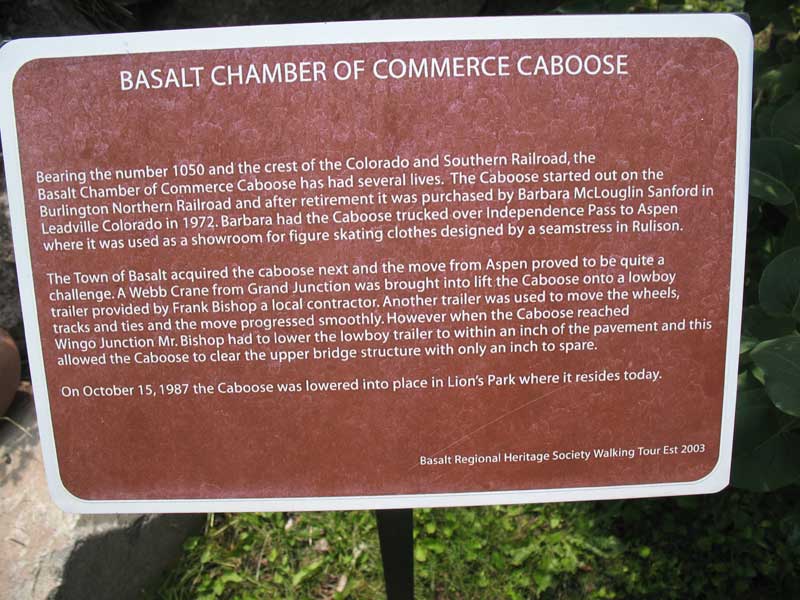 BASALT CHAMBER OF COMMERCE CABOOSE
Bearing the number 1050 and the crest of the Colorado and Southern Railroad, the
Basalt Chamber of Commerce Caboose has had several lives. The Caboose started out on the
Burlington Northern Railroad and after retirement it was purchased by Barbara McLouglin Sanford in
Leadville Colorado in 1972. Barbara had the Caboose trucked over Independence Pass to Aspen
where it was used as a showroom for figure skating clothes designed by a seamstress in Rulison.
The Town of Basalt acquired the caboose next and the move from Aspen proved to be quite a
challenge. A Webb Crane from Grand Junction was brought into lift the Caboose onto a lowboy
trailer provided by Frank Bishop a local contractor. Another trailer was used to move the wheels,
tracks and ties and the move progressed smoothly. However when the Caboose reached
Wingo Junction Mr. Bishop had to lower the lowboy trailer to within an inch of the pavement and this
allowed the Caboose to clear the upper bridge structure with only an inch to spare.
On October 15, 1987 the Caboose was lowered into place in Lion's Park where it resides today.
Basalt Regional Heritage Society Walking Tour Est 2003